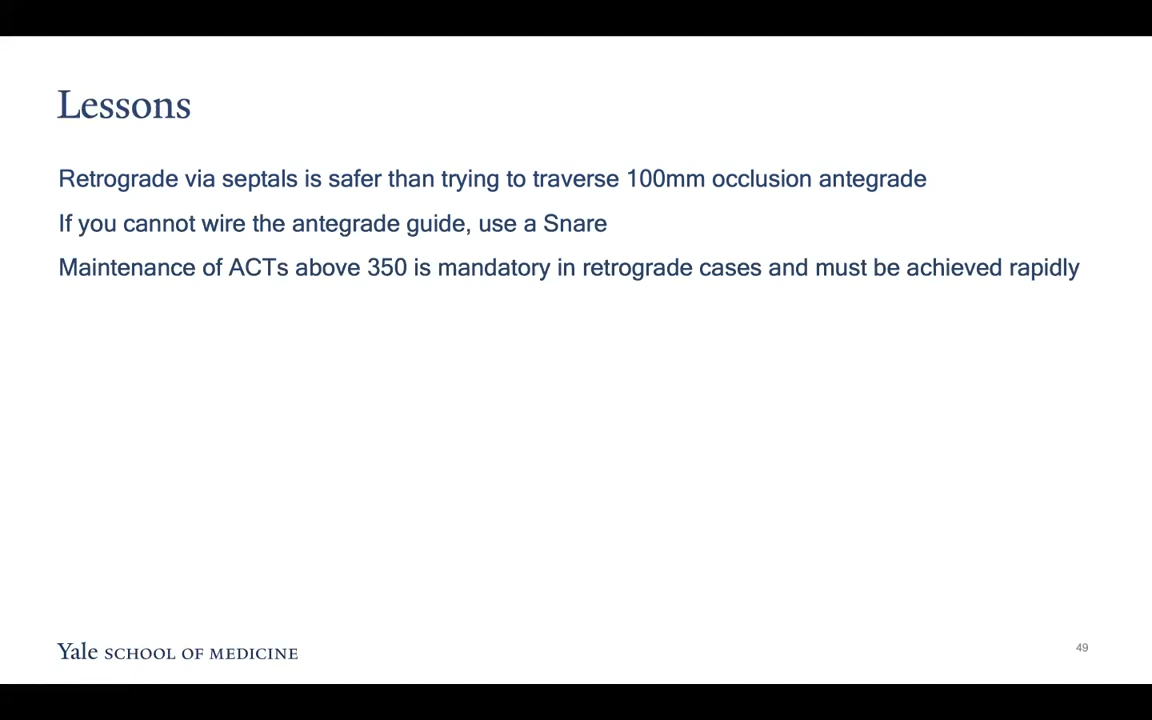 Lessons
Retrograde via septals is safer than trying to traverse 100mm occlusion antegrade
If you cannot wire the antegrade guide, use a Snare
Maintenance of ACTs above 350 is mandatory in retrograde cases and must be achieved rapidly
Yale SCHOOL OF MEDICINE
49